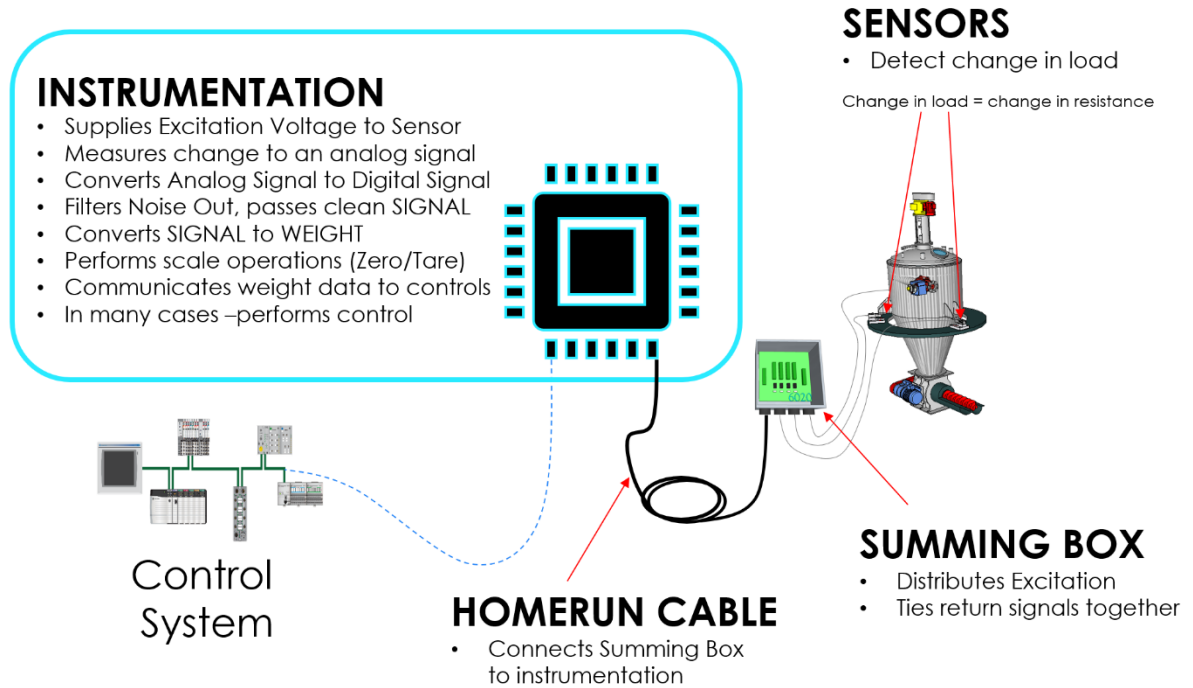 INSTRUMENTATION
• Supplies Excitation Voltage to Sensor
• Measures change to an analog signal
• Converts Analog Signal to Digital Signal
• Filters Noise Out, passes clean SIGNAL
• Converts SIGNAL to WEIGHT
• Performs scale operations (Zero/Tare)
• Communicates weight data to controls
• In many cases –performs control
SENSORS
• Detect change in load
Change in load = change in resistance
6020
Control
System
HOMERUN CABLE
• Connects Summing Box
to instrumentation
SUMMING BOX
• Distributes Excitation
• Ties return signals together